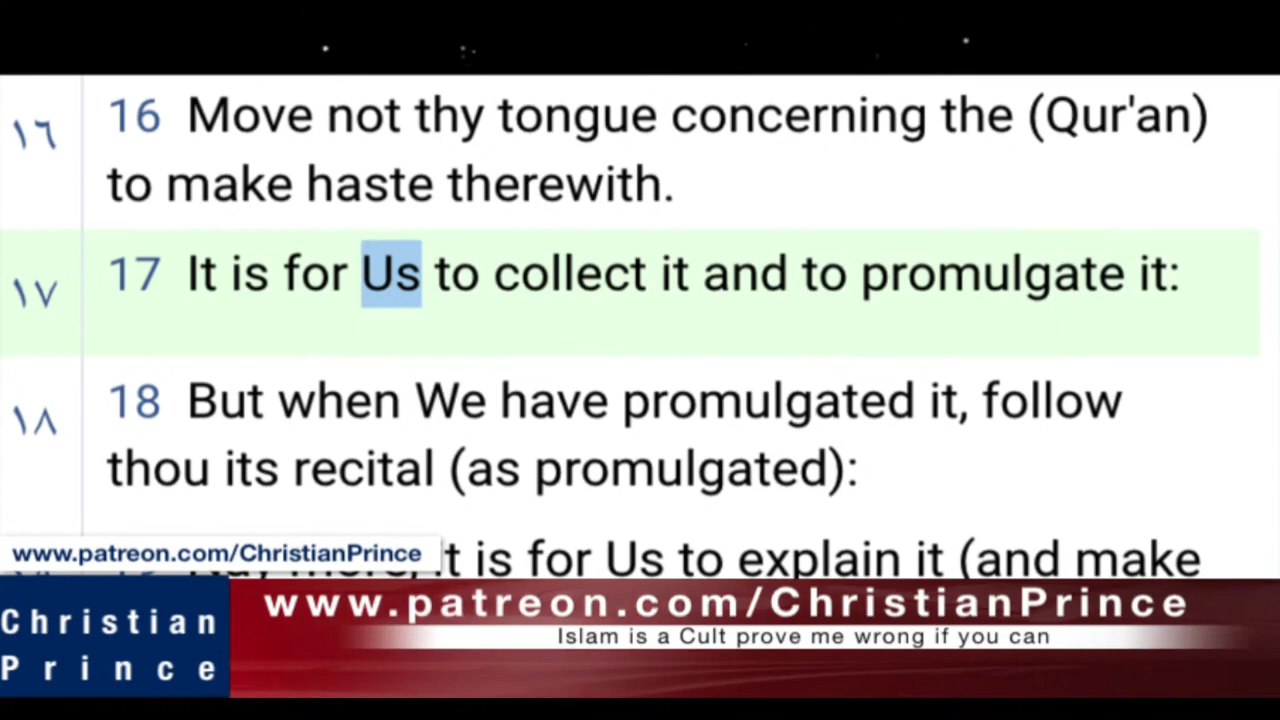 ١٦
16 Move not thy tongue concerning the (Qur'an)
to make haste therewith.
١٧
17 It is for Us to collect it and to promulgate it:
١٨
18 But when We have promulgated it, follow
thou its recital (as promulgated):
it is for Us to explain it (and make
www.patreon.com/ChristianPrince
Christian
Prince
www.patreon.com/ChristianPrince
Islam is a Cult prove me wrong if you can